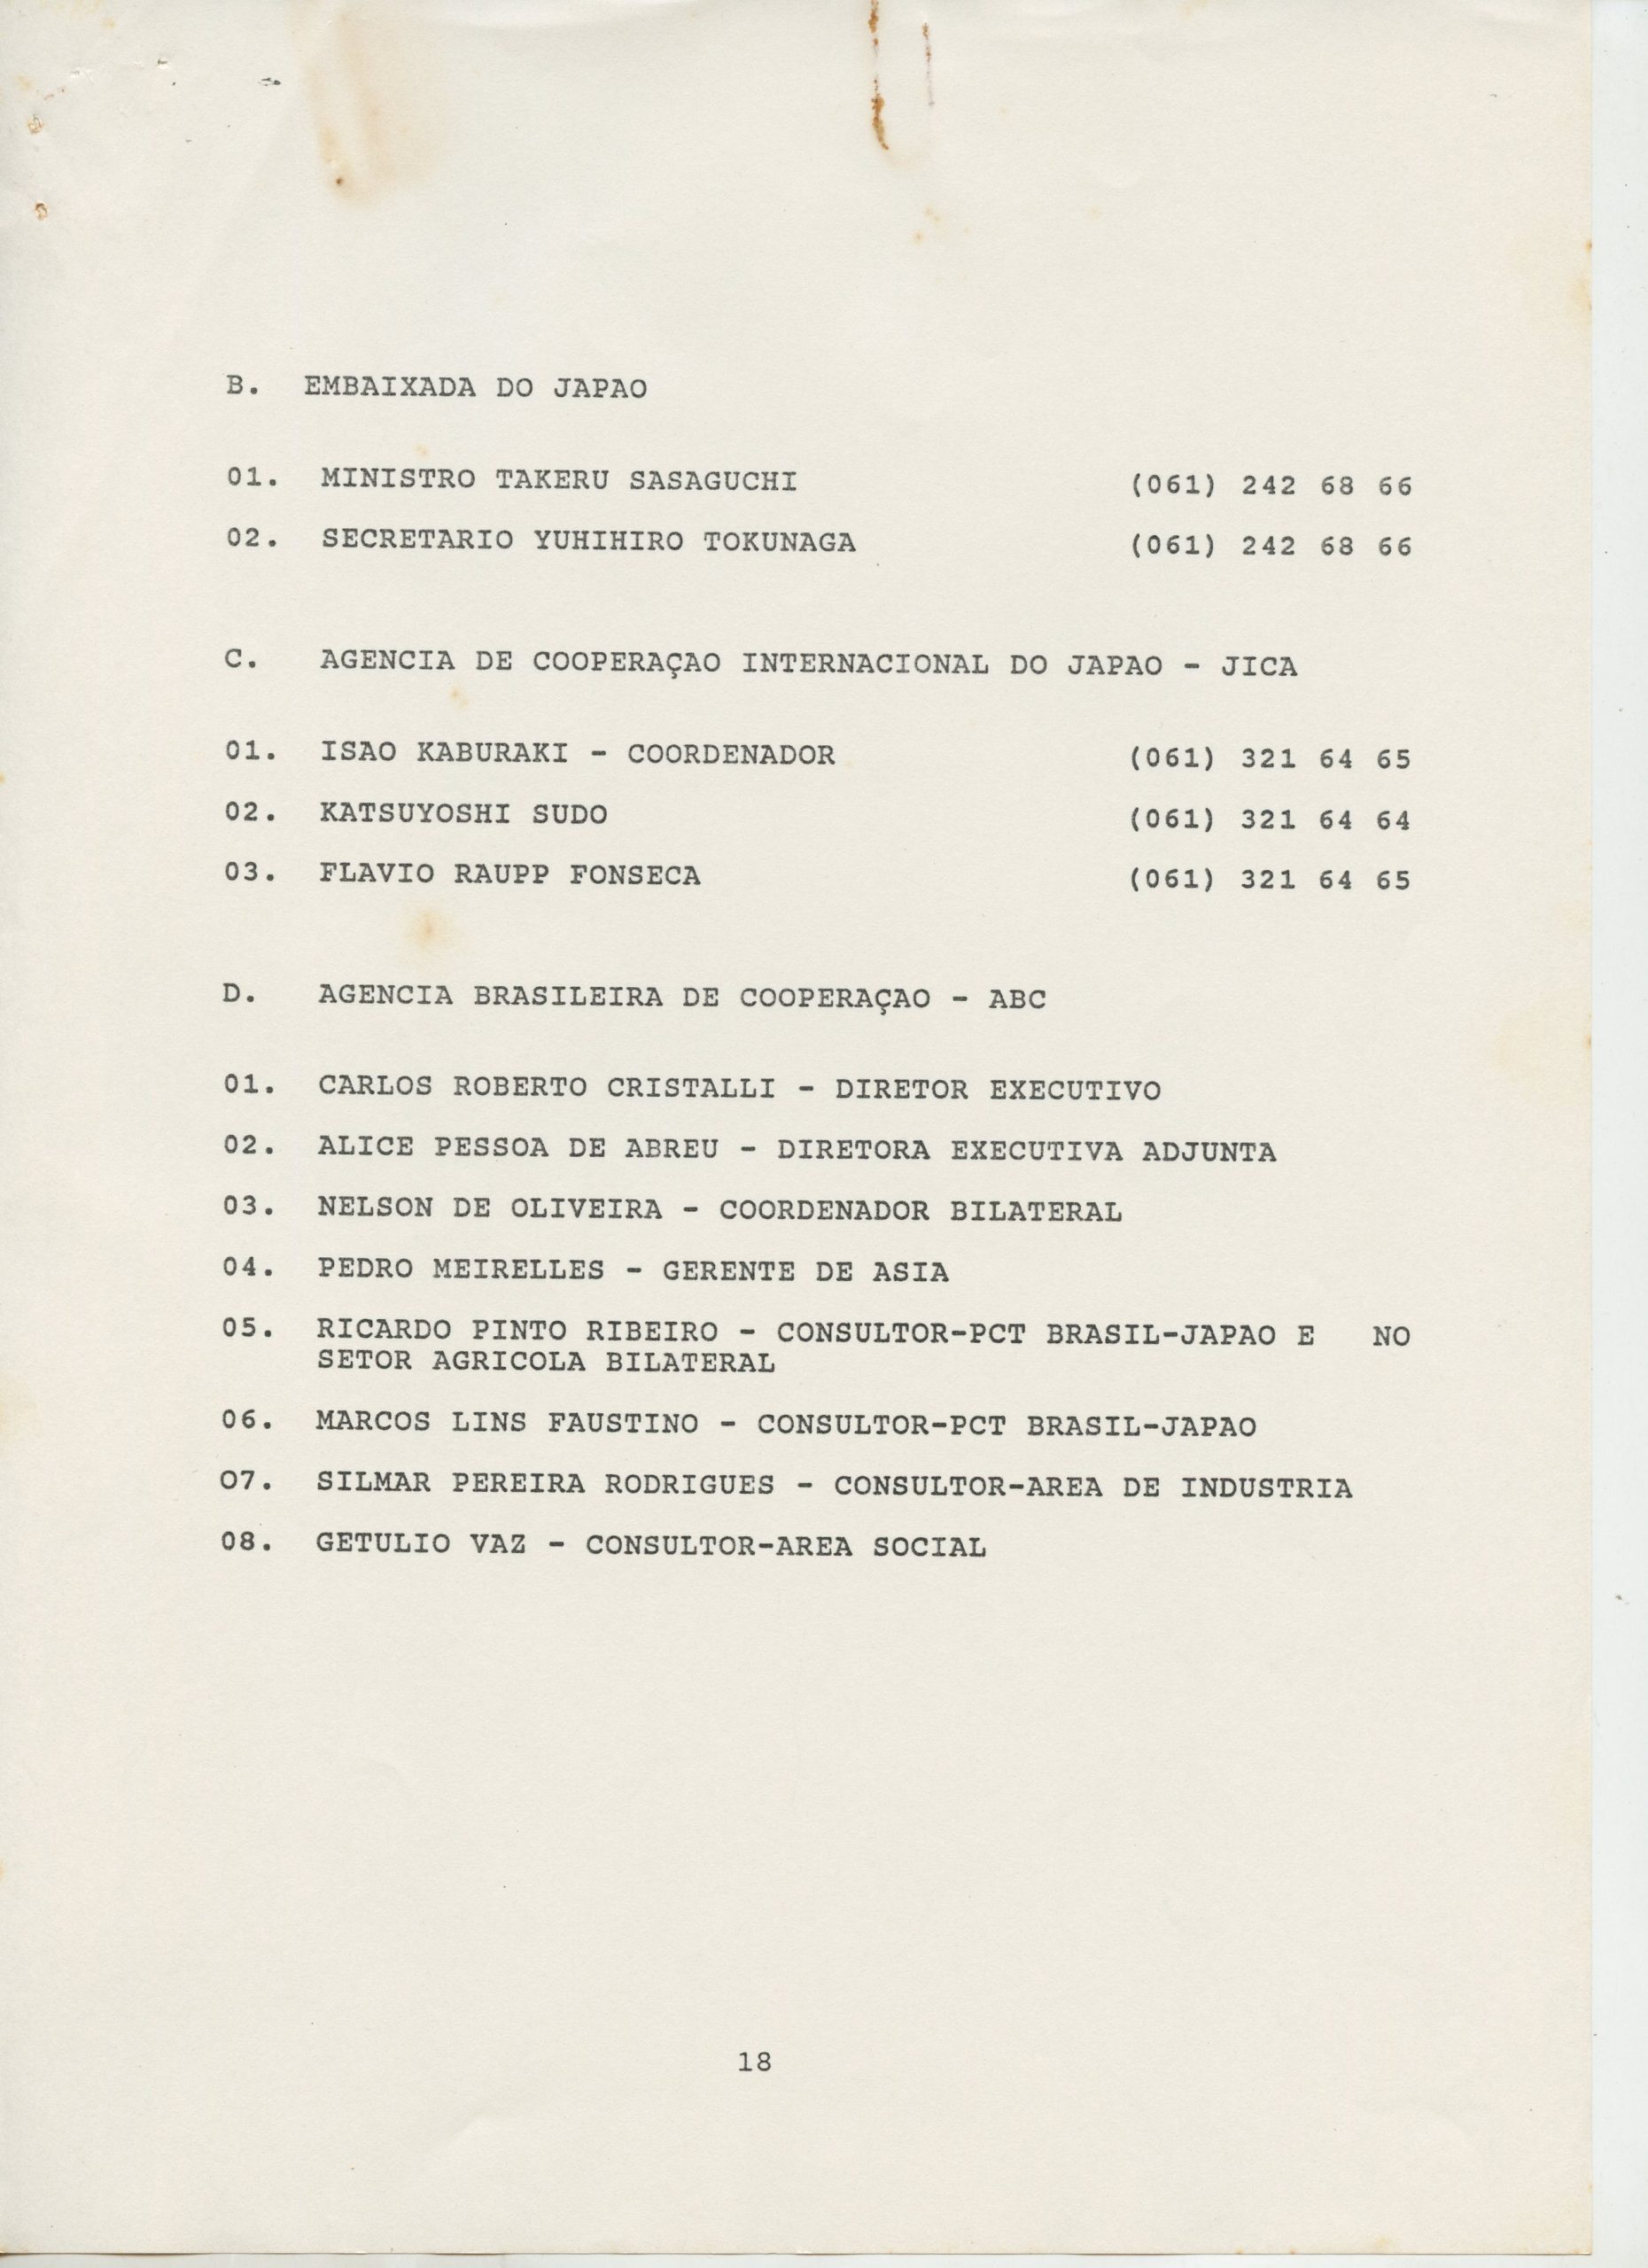 B. EMBAIXADA DO JAPAO
01. MINISTRO TAKERU SASAGUCHI (061) 242 68 66
02. SECRETARIO YUHIHIRO TOKUNAGA (061) 242 68 66
C. AGENCIA DE COOPERAÇAO INTERNACIONAL DO JAPAO - JICA
01. ISAO KABURAKI - COORDENADOR (061) 321 64 65
02. KATSUYOSHI SUDO (061) 321 64 64
03. FLAVIO RAUPP FONSECA (061) 321 64 65
D. AGENCIA BRASILEIRA DE COOPERAÇAO - ABC
01. CARLOS ROBERTO CRISTALLI - DIRETOR EXECUTIVO
02. ALICE PESSOA DE ABREU - DIRETORA EXECUTIVA ADJUNTA
03. NELSON DE OLIVEIRA - COORDENADOR BILATERAL
04. PEDRO MEIRELLES - GERENTE DE ASIA
05. RICARDO PINTO RIBEIRO - CONSULTOR-PCT BRASIL-JAPAO E NO
SETOR AGRICOLA BILATERAL
06. MARCOS LINS FAUSTINO - CONSULTOR-PCT BRASIL-JAPAO
O7. SILMAR PEREIRA RODRIGUES - CONSULTOR-AREA DE INDUSTRIA
08. GETULIO VAZ - CONSULTOR-AREA SOCIAL
18